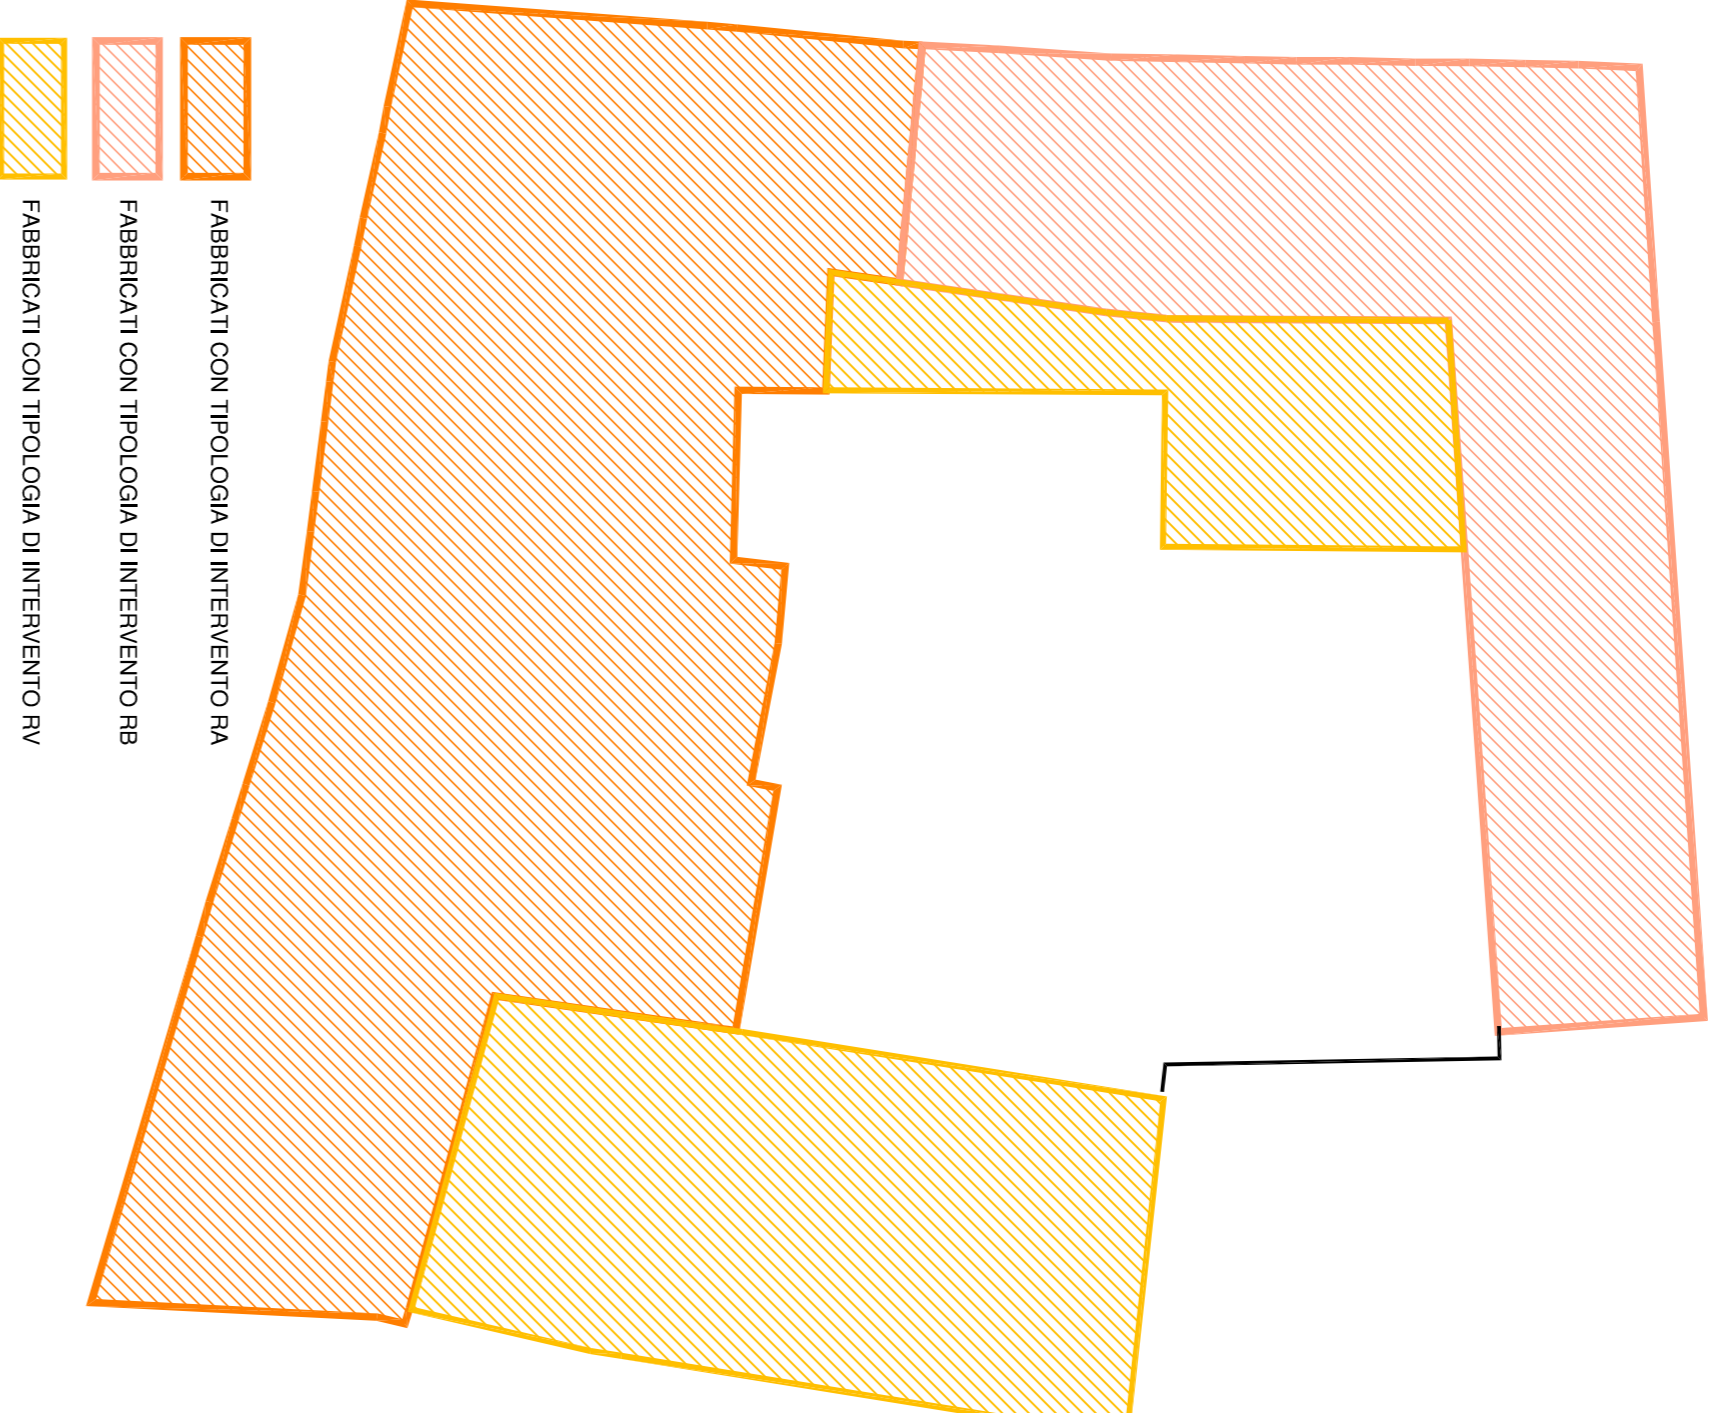 FABBRICATI CON TIPOLOGIA DI INTERVENTO RA
FABBRICATI CON TIPOLOGIA DI INTERVENTO RB
FABBRICATI CON TIPOLOGIA DI INTERVENTO RV